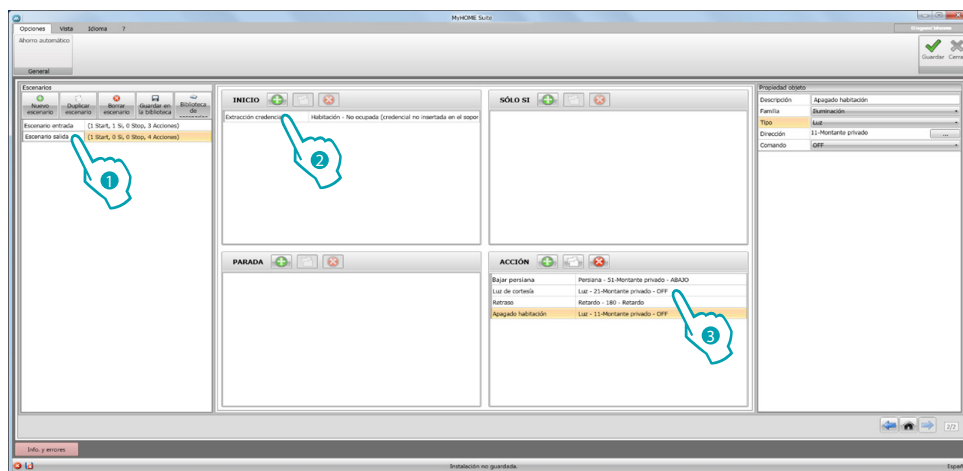 MyHOME Suite
Opciones Vista Idioma ?
Ahorro automático
General
Guardar Cerra
Escenarios
Nuevo escenario
Duplicar escenario
Borrar escenario
Guardar en la biblioteca
Biblioteca de
Escenario entrada (1 Start, 1 Si, 0 Stop, 3 Acciones)
Escenario salida (1 Start, 0 Si, 0 Stop, 4 Acciones)
1
INICIO
Extracción credencial Habitación - No ocupada (credencial no insertada en el sopor
2
SÓLO SI
PARADA
ACCIÓN
Bajar persiana Persiana - 51-Montante privado - ABAJO
Luz de cortesía Luz - 21-Montante privado - OFF
Retraso Retardo - 180 - Retardo
Apagado habitación Luz - 11-Montante privado - OFF
3
Propiedad objeto
Descripción Apagado habitación
Familia Iluminación
Tipo Luz
Dirección 11-Montante privado ...
Comando OFF
2/2
Info. y errores
Instalación no guardada.
Españ